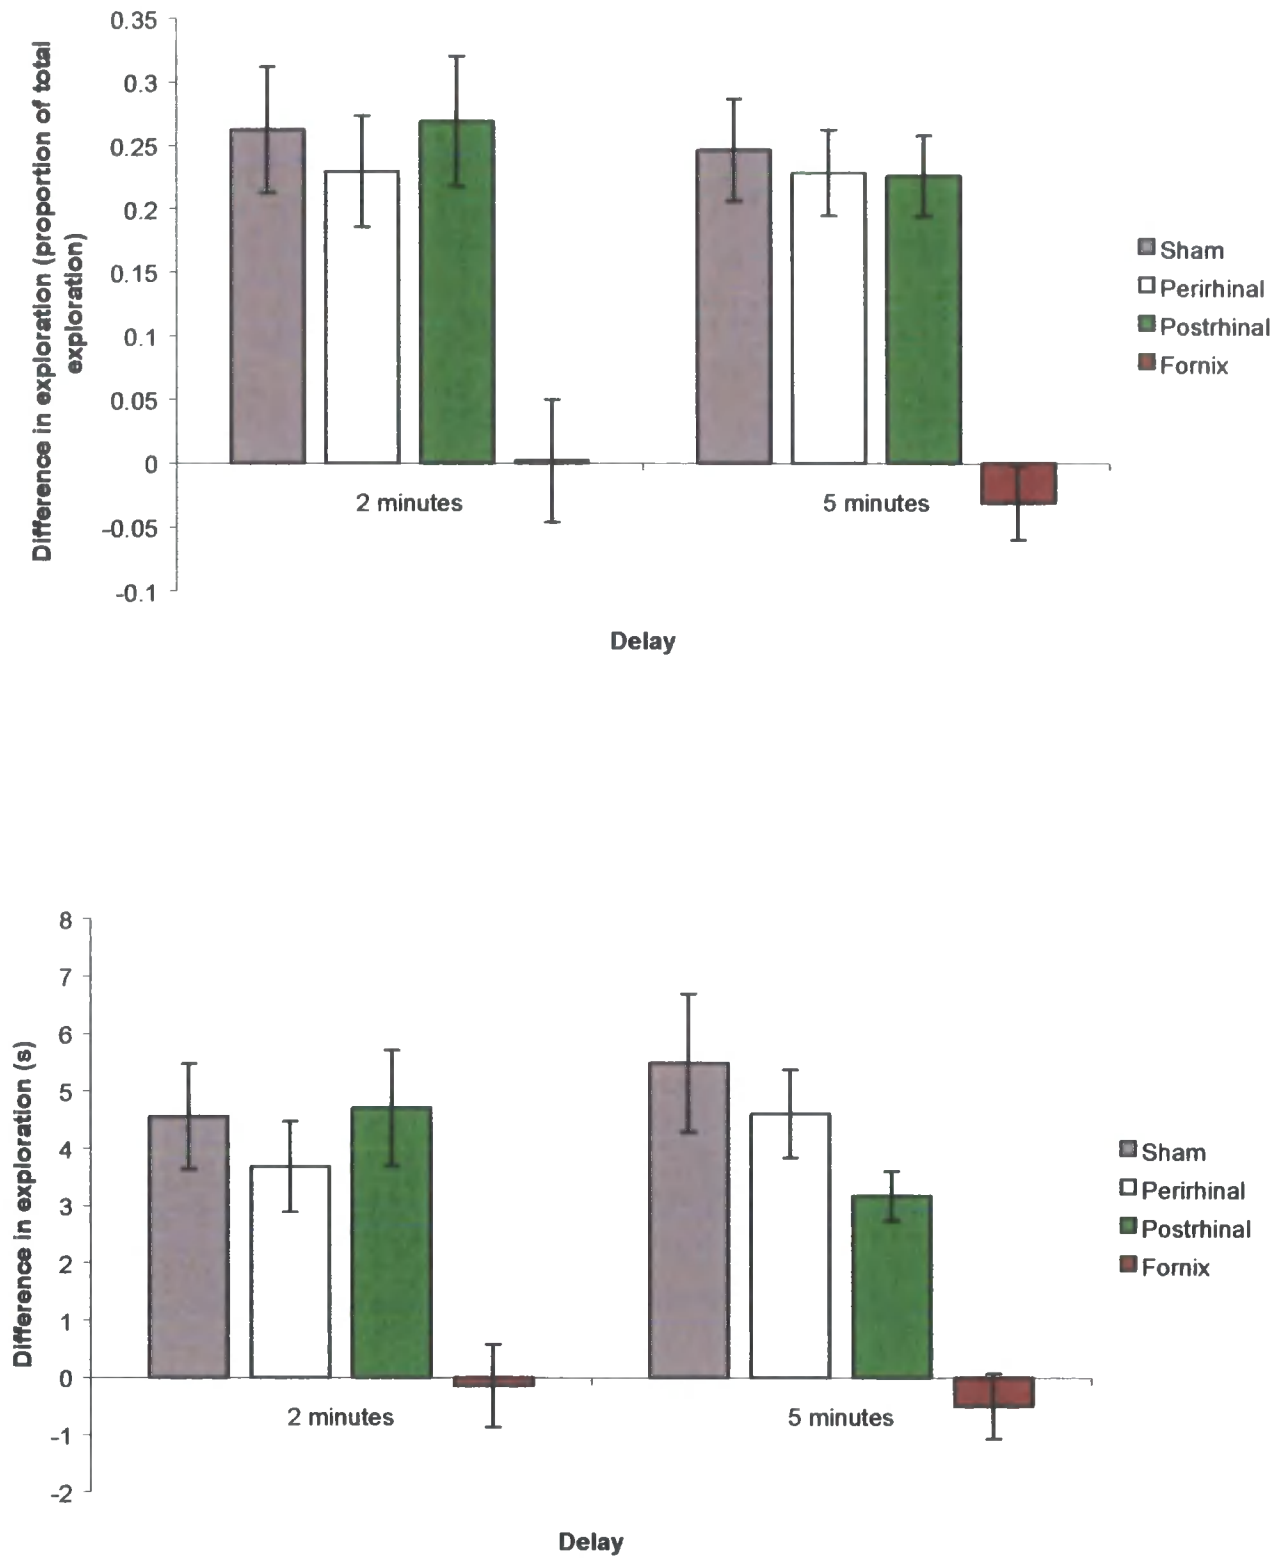 Difference in exploration (proportion of total
exploration)
0.35
0.3
0.25
0.2
0.15
0.1
0.05
0
-0.05
-0.1
2 minutes
5 minutes
Delay
Sham
Perirhinal
Postrhinal
Fornix
Difference in exploration (s)
8
7
6
5
4
3
2
1
0
-1
-2
2 minutes
5 minutes
Delay
Sham
Perirhinal
Postrhinal
Fornix